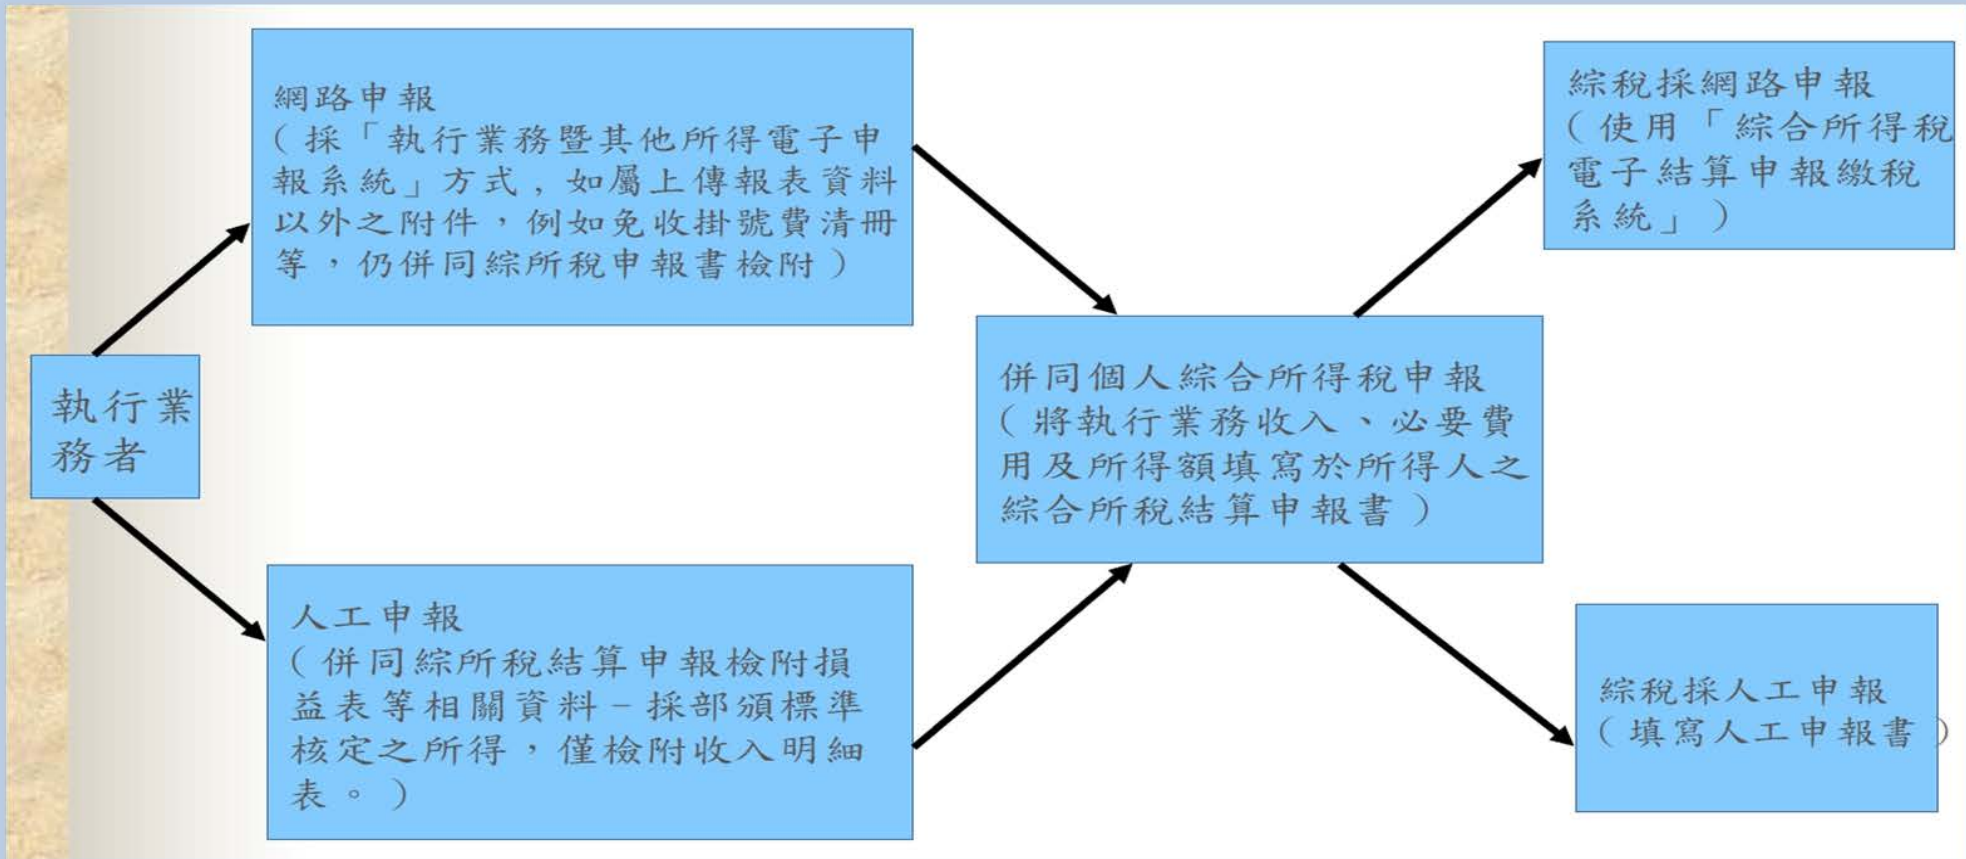 執行業
務者
網路申報
（採「執行業務暨其他所得電子申
報系統」方式，如屬上傳報表資料
以外之附件，例如免收掛號費清冊
等，仍併同綜所稅申報書檢附）
人工申報
（併同綜所稅結算申報檢附損
益表等相關資料－採部頒標準
核定之所得，僅檢附收入明細
表。）
併同個人綜合所得稅申報
（將執行業務收入、必要費
用及所得額填寫於所得人之
綜合所稅結算申報書）
綜稅採網路申報
（使用「綜合所得稅
電子結算申報繳稅
系統」）
綜稅採人工申報
（填寫人工申報書）